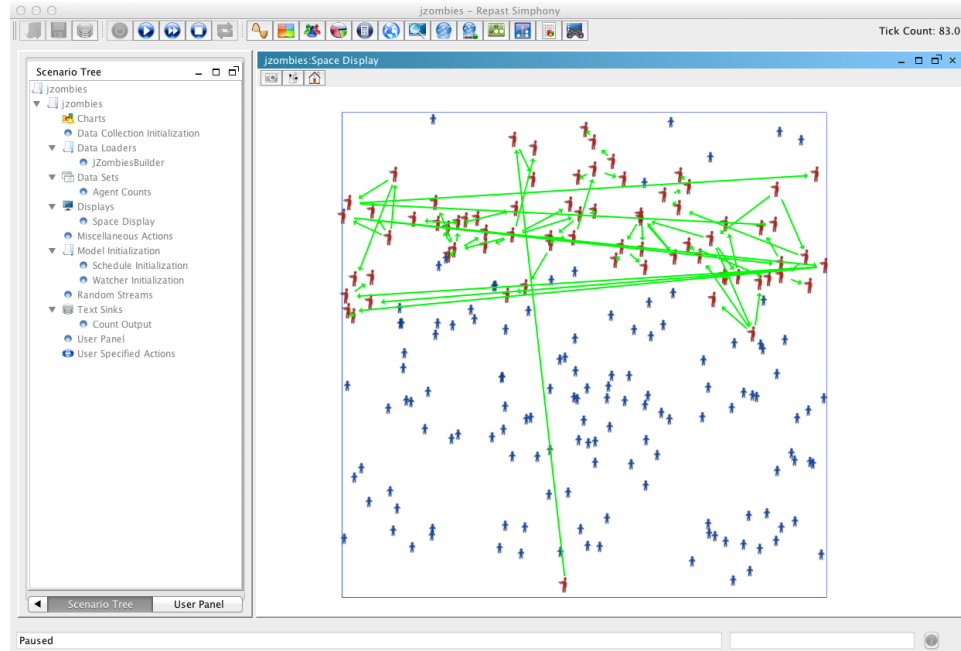 jzombies – Repast Simphony
Tick Count: 83.0
Scenario Tree
jzombies:Space Display
jzombies
jzombies
Charts
Data Collection Initialization
Data Loaders
JZombiesBuilder
Data Sets
Agent Counts
Displays
Space Display
Miscellaneous Actions
Model Initialization
Schedule Initialization
Watcher Initialization
Random Streams
Text Sinks
Count Output
User Panel
User Specified Actions
Scenario Tree
User Panel
Paused